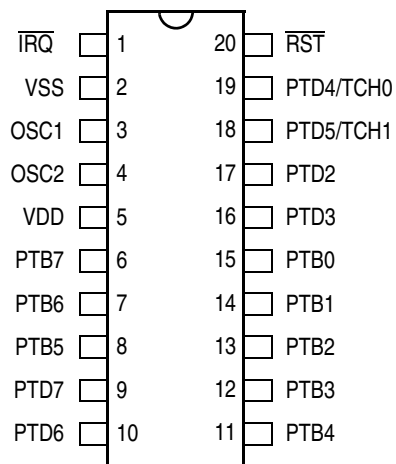 IRQ 1 20 RST
VSS 2 19 PTD4/TCH0
OSC1 3 18 PTD5/TCH1
OSC2 4 17 PTD2
VDD 5 16 PTD3
PTB7 6 15 PTB0
PTB6 7 14 PTB1
PTB5 8 13 PTB2
PTD7 9 12 PTB3
PTD6 10 11 PTB4